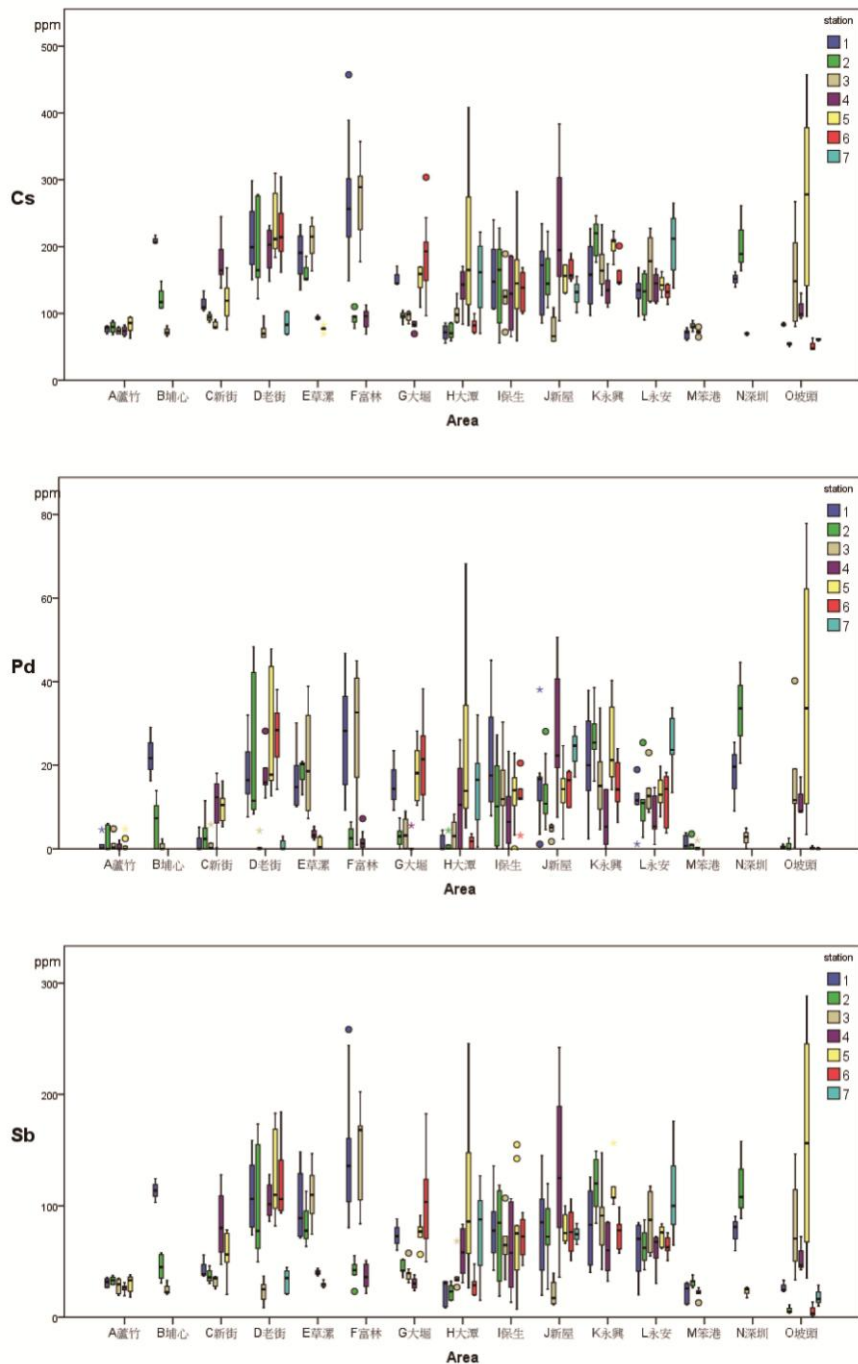 ppm
station
1
2
3
4
5
6
7
500
400
300
200
100
0
Cs
A蘆竹 B埔心 C新街 D老街 E草漯 F富林 G大堀 H大潭 I保生 J新屋 K永興 L永安 M笨港 N深圳 O坡頭
Area
ppm
station
1
2
3
4
5
6
7
80
60
40
20
0
Pd
A蘆竹 B埔心 C新街 D老街 E草漯 F富林 G大堀 H大潭 I保生 J新屋 K永興 L永安 M笨港 N深圳 O坡頭
Area
ppm
station
1
2
3
4
5
6
7
300
200
100
0
Sb
A蘆竹 B埔心 C新街 D老街 E草漯 F富林 G大堀 H大潭 I保生 J新屋 K永興 L永安 M笨港 N深圳 O坡頭
Area